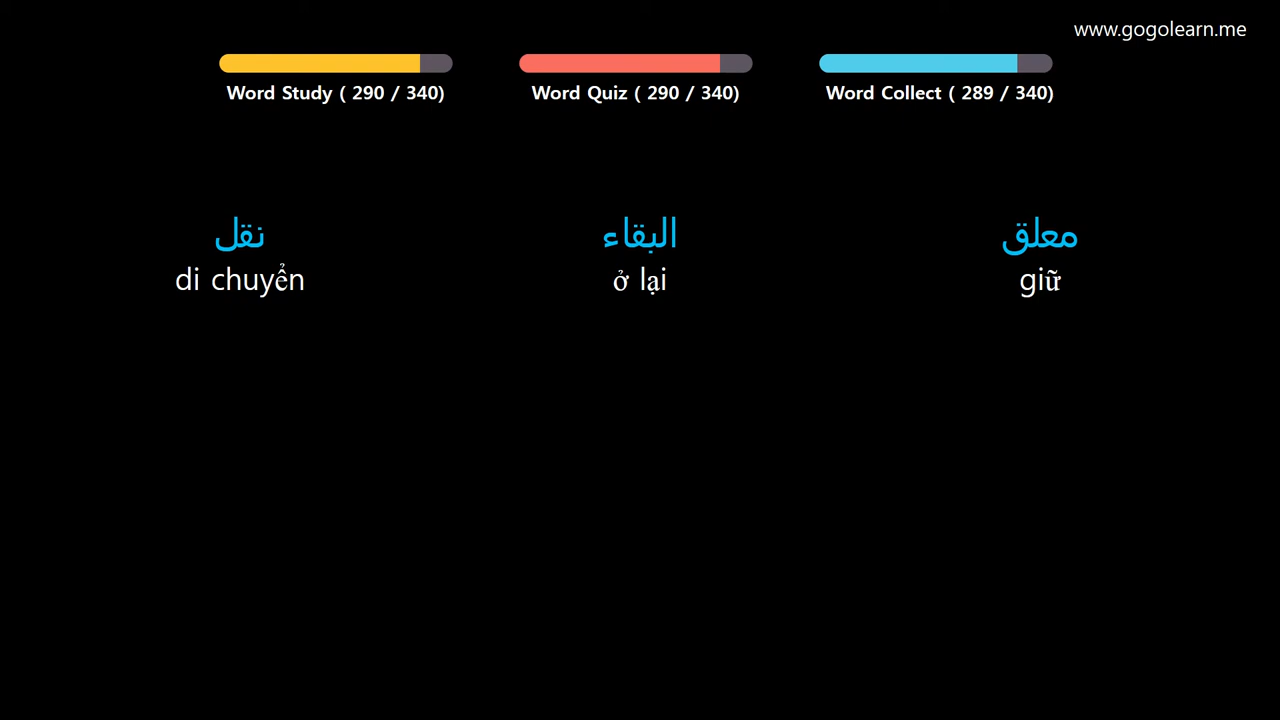 www.gogolearn.me
Word Study ( 290 / 340)
Word Quiz ( 290 / 340)
Word Collect ( 289 / 340)
نقل
di chuyển
البقاء
ở lại
معلق
giữ